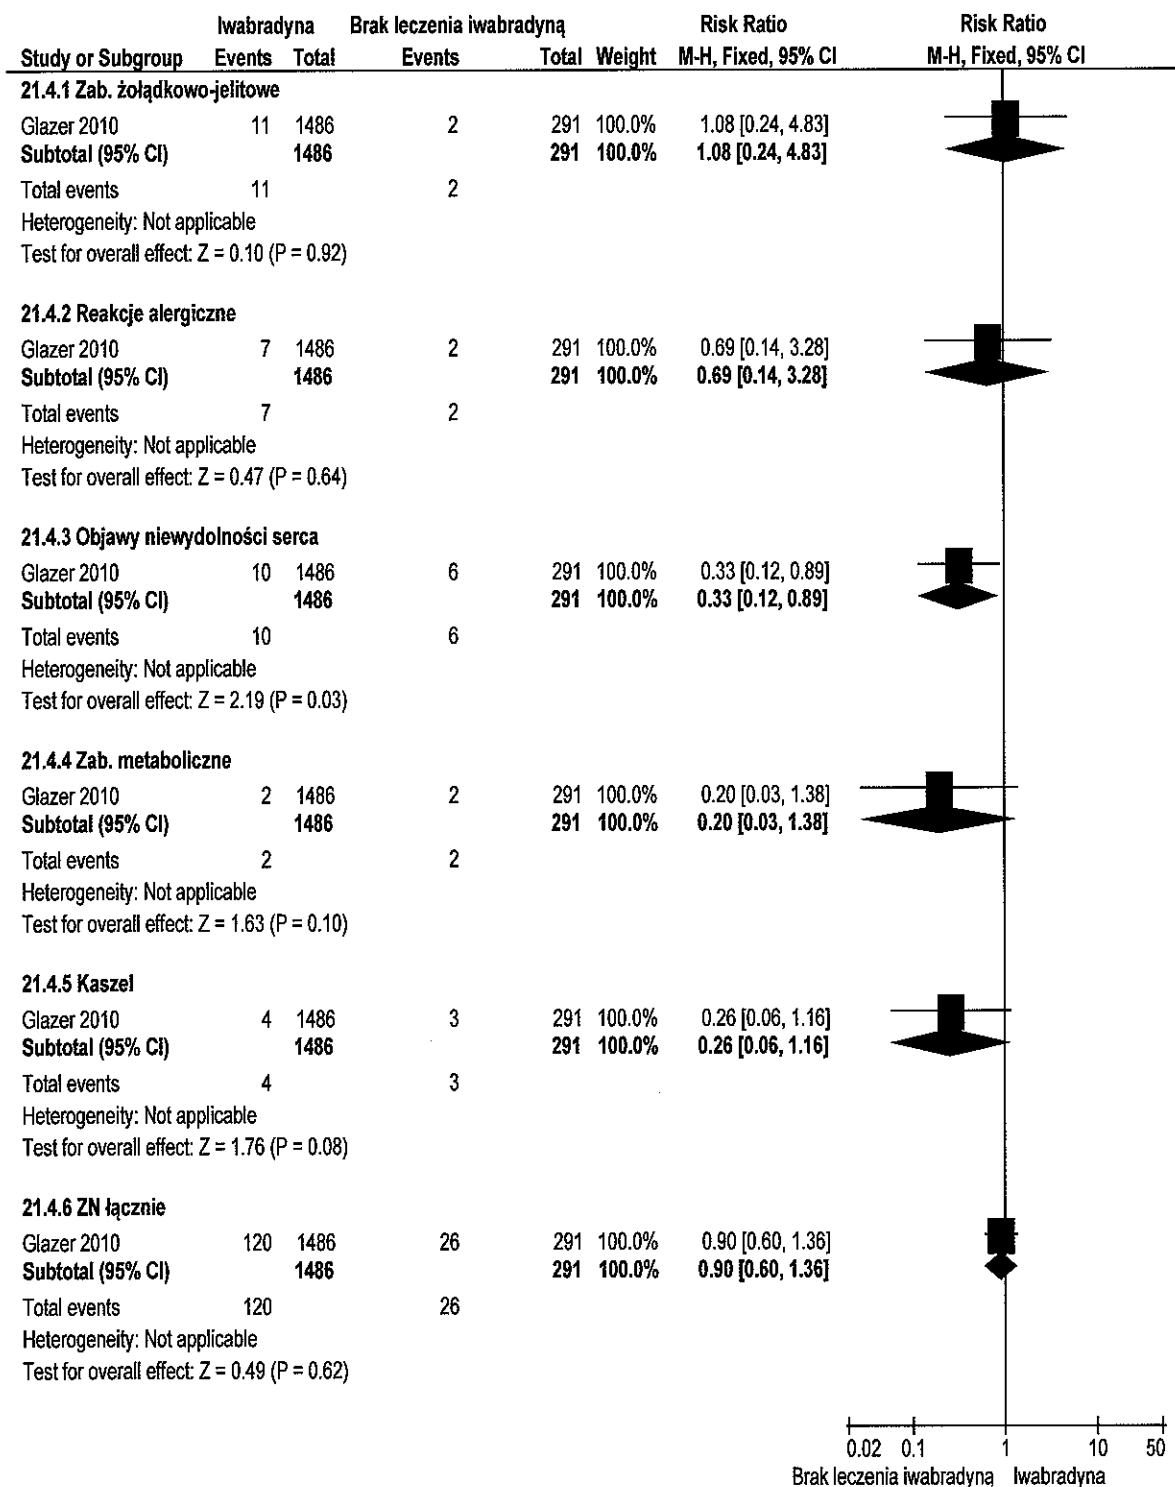 Iwabradyna Brak leczenia iwabradyną Risk Ratio Risk Ratio
Study or Subgroup Events Total Events Total Weight M-H, Fixed, 95% CI M-H, Fixed, 95% CI
21.4.1 Zab. żołądkowo-jelitowe
Glazer 2010 11 1486 2 291 100.0% 1.08 [0.24, 4.83]
Subtotal (95% CI) 1486 291 100.0% 1.08 [0.24, 4.83]
Total events 11 2
Heterogeneity: Not applicable
Test for overall effect: Z = 0.10 (P = 0.92)
21.4.2 Reakcje alergiczne
Glazer 2010 7 1486 2 291 100.0% 0.69 [0.14, 3.28]
Subtotal (95% CI) 1486 291 100.0% 0.69 [0.14, 3.28]
Total events 7 2
Heterogeneity: Not applicable
Test for overall effect: Z = 0.47 (P = 0.64)
21.4.3 Objawy niewydolności serca
Glazer 2010 10 1486 6 291 100.0% 0.33 [0.12, 0.89]
Subtotal (95% CI) 1486 291 100.0% 0.33 [0.12, 0.89]
Total events 10 6
Heterogeneity: Not applicable
Test for overall effect: Z = 2.19 (P = 0.03)
21.4.4 Zab. metaboliczne
Glazer 2010 2 1486 2 291 100.0% 0.20 [0.03, 1.38]
Subtotal (95% CI) 1486 291 100.0% 0.20 [0.03, 1.38]
Total events 2 2
Heterogeneity: Not applicable
Test for overall effect: Z = 1.63 (P = 0.10)
21.4.5 Kaszel
Glazer 2010 4 1486 3 291 100.0% 0.26 [0.06, 1.16]
Subtotal (95% CI) 1486 291 100.0% 0.26 [0.06, 1.16]
Total events 4 3
Heterogeneity: Not applicable
Test for overall effect: Z = 1.76 (P = 0.08)
21.4.6 ZN łącznie
Glazer 2010 120 1486 26 291 100.0% 0.90 [0.60, 1.36]
Subtotal (95% CI) 1486 291 100.0% 0.90 [0.60, 1.36]
Total events 120 26
Heterogeneity: Not applicable
Test for overall effect: Z = 0.49 (P = 0.62)
0.02 0.1 1 10 50
Brak leczenia iwabradyną Iwabradyna